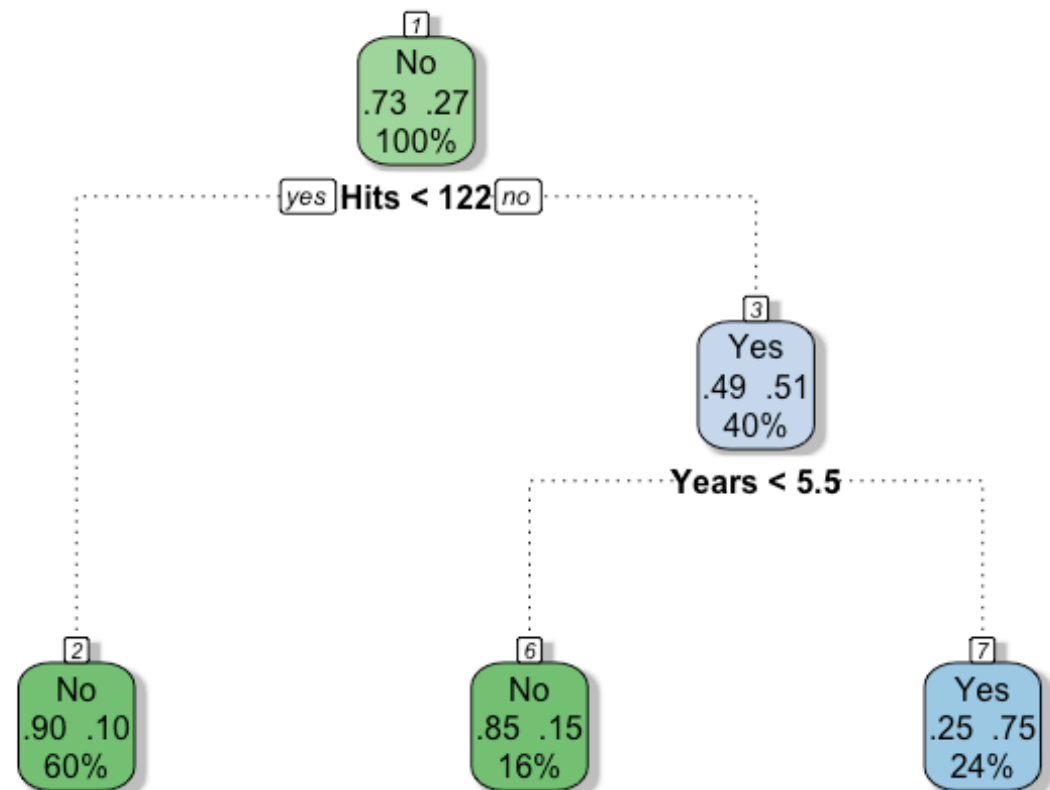 1
No
.73 .27
100%
yes Hits < 122 no
3
Yes
.49 .51
40%
Years < 5.5
2
No
.90 .10
60%
6
No
.85 .15
16%
7
Yes
.25 .75
24%